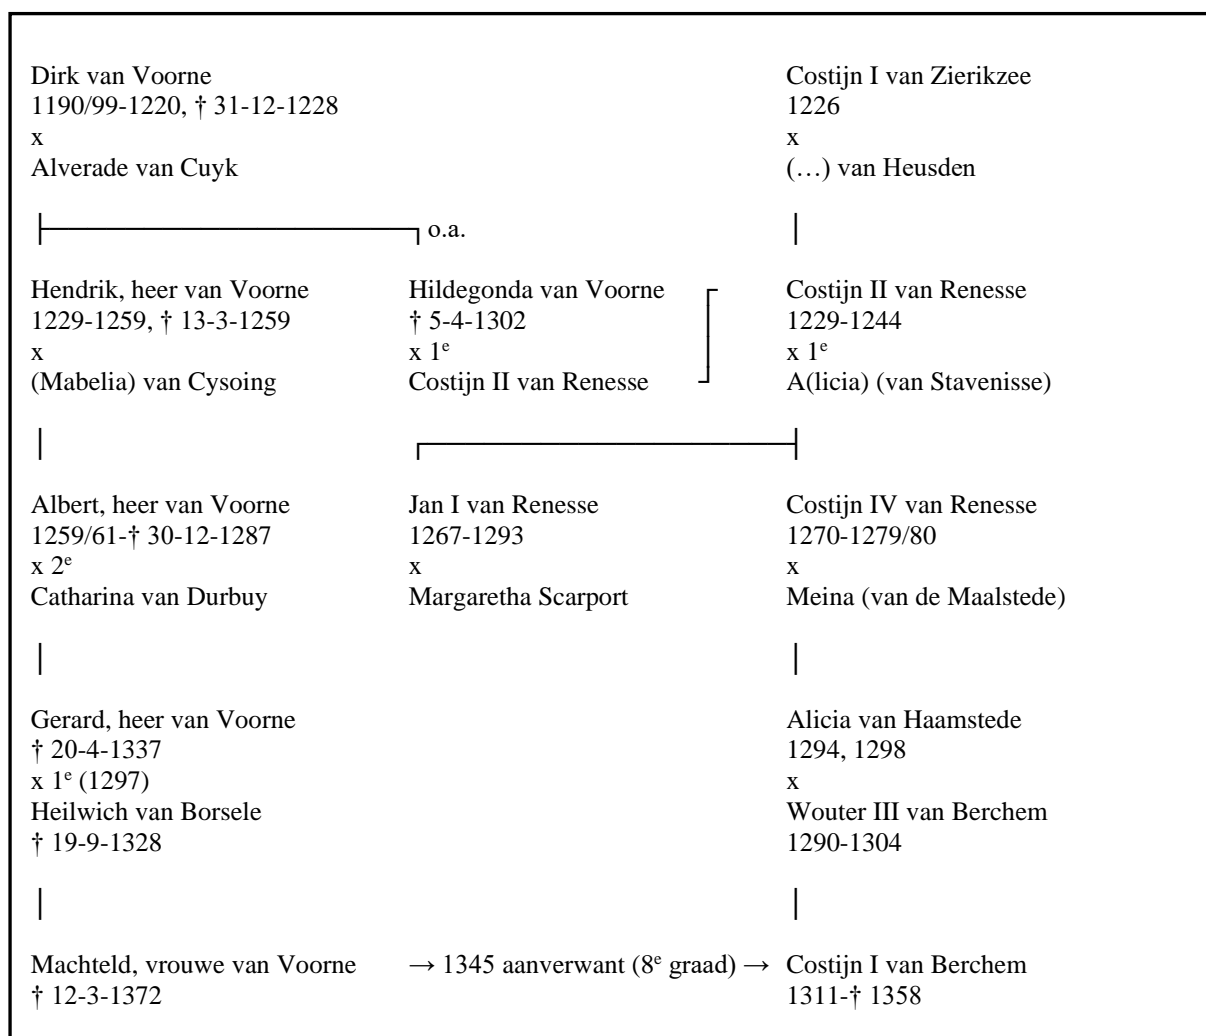 Dirk van Voorne
1190/99-1220, † 31-12-1228
x
Alverade van Cuyk
Costijn I van Zierikzee
1226
x
(…) van Heusden
o.a.
Hendrik, heer van Voorne
1229-1259, † 13-3-1259
x
(Mabelia) van Cysoing
Hildegonda van Voorne
† 5-4-1302
x 1e
Costijn II van Renesse
Costijn II van Renesse
1229-1244
x 1e
A(licia) (van Stavenisse)
Albert, heer van Voorne
1259/61-† 30-12-1287
x 2e
Catharina van Durbuy
Jan I van Renesse
1267-1293
x
Margaretha Scarport
Costijn IV van Renesse
1270-1279/80
x
Meina (van de Maalstede)
Gerard, heer van Voorne
† 20-4-1337
x 1e (1297)
Heilwich van Borsele
† 19-9-1328
Alicia van Haamstede
1294, 1298
x
Wouter III van Berchem
1290-1304
Machteld, vrouwe van Voorne
† 12-3-1372
→ 1345 aanverwant (8e graad) →
Costijn I van Berchem
1311-† 1358